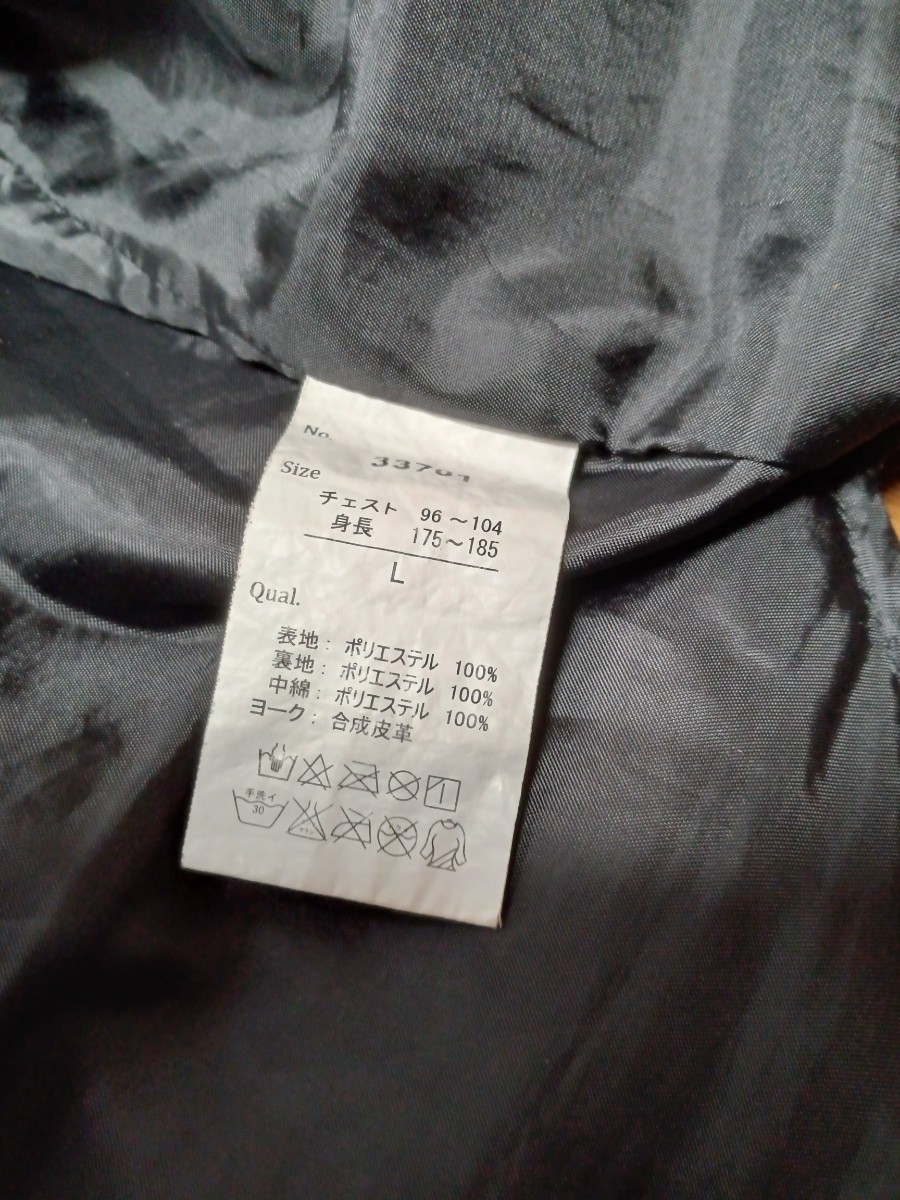 No. 33701
Size
チェスト 96～104
身長 175～185
L
Qual.
表地: ポリエステル 100%
裏地: ポリエステル 100%
中綿: ポリエステル 100%
ヨーク: 合成皮革
手洗イ
30